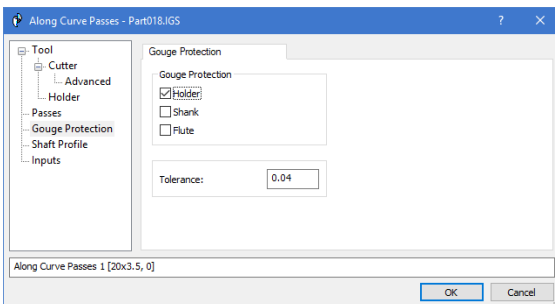 Along Curve Passes - Part018.IGS
Tool
Cutter
Advanced
Holder
Passes
Gouge Protection
Shaft Profile
Inputs
Gouge Protection
Gouge Protection
Holder
Shank
Flute
Tolerance: 0.04
Along Curve Passes 1 [20x3.5, 0]
OK Cancel